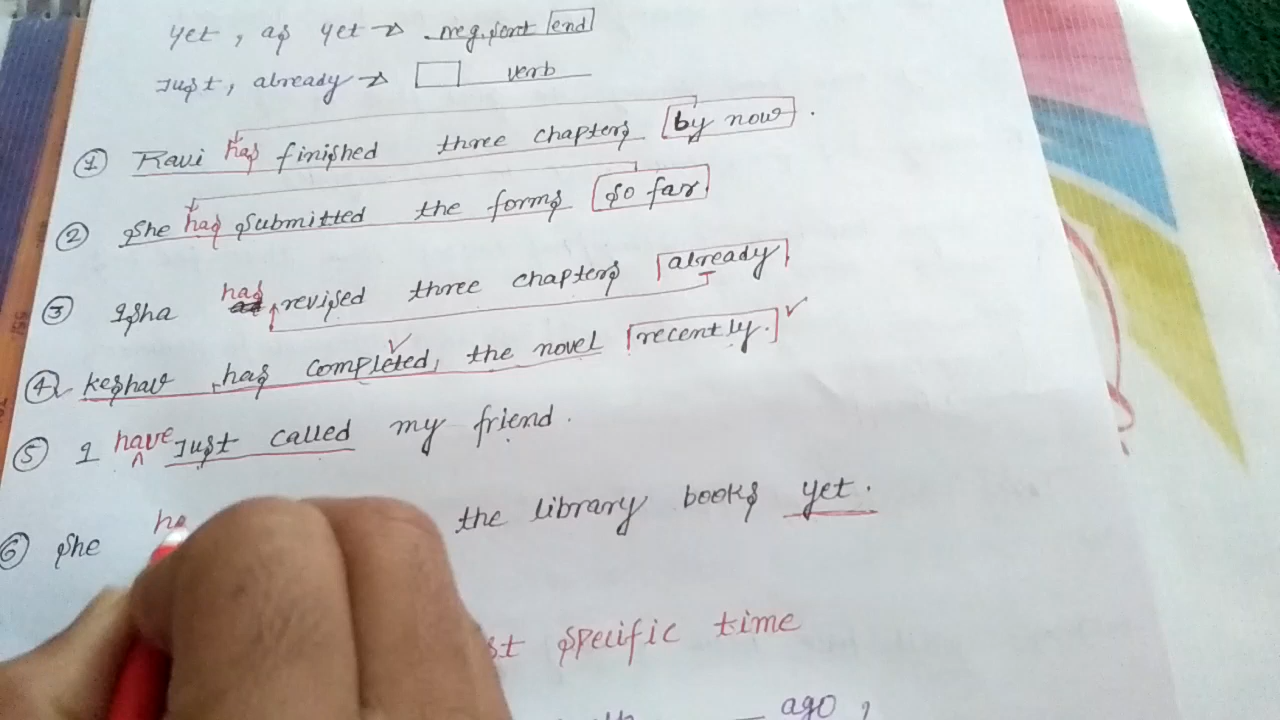 yet, as yet → neg. sent end
Just, already → verb
① Ravi has finished three chapters by now.
② She has submitted the forms so far
③ Isha has revised three chapters already
④ Keshav has completed the novel recently. ✓
⑤ I have Just called my friend.
⑥ She ha the library books yet.
st specific time
ago,